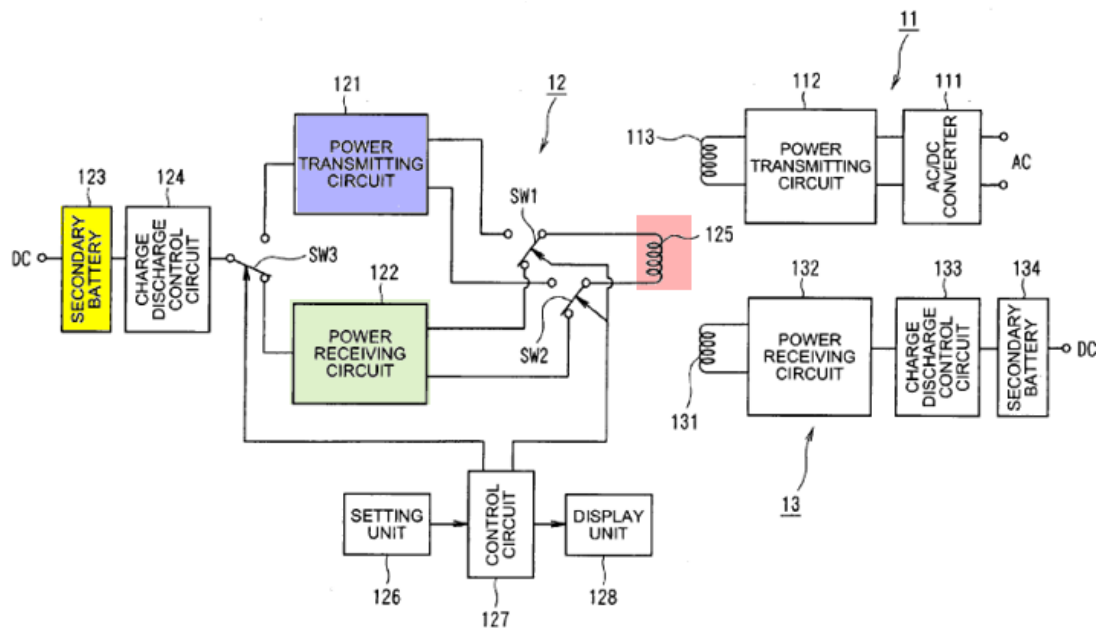 11
121
12
112
111
POWER
TRANSMITTING
CIRCUIT
113
POWER
TRANSMITTING
CIRCUIT
AC/DC
CONVERTER
AC
123
124
SW1
125
DC
SECONDARY
BATTERY
CHARGE
DISCHARGE
CONTROL
CIRCUIT
SW3
122
132
133
134
POWER
RECEIVING
CIRCUIT
SW2
131
POWER
RECEIVING
CIRCUIT
CHARGE
DISCHARGE
CONTROL
CIRCUIT
SECONDARY
BATTERY
DC
13
SETTING
UNIT
CONTROL
CIRCUIT
DISPLAY
UNIT
126
127
128